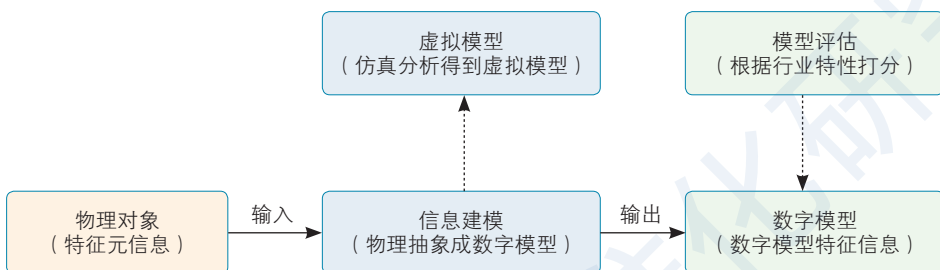 虚拟模型
（仿真分析得到虚拟模型）
模型评估
（根据行业特性打分）
物理对象
（特征元信息）
输入
信息建模
（物理抽象成数字模型）
输出
数字模型
（数字模型特征信息）
化研